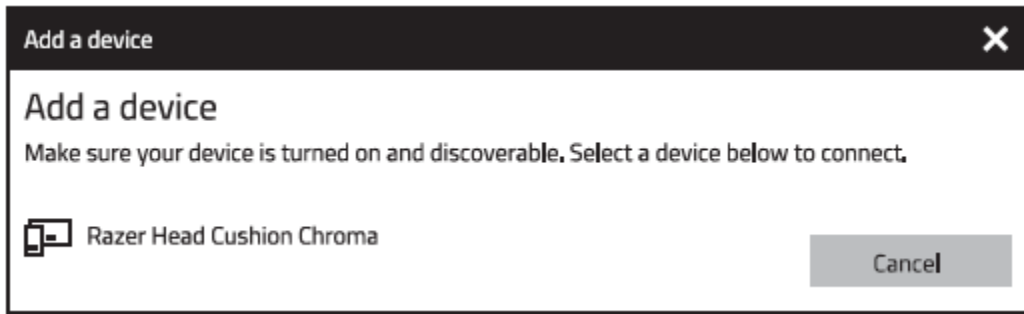 Add a device
Add a device
Make sure your device is turned on and discoverable. Select a device below to connect.
Razer Head Cushion Chroma
Cancel